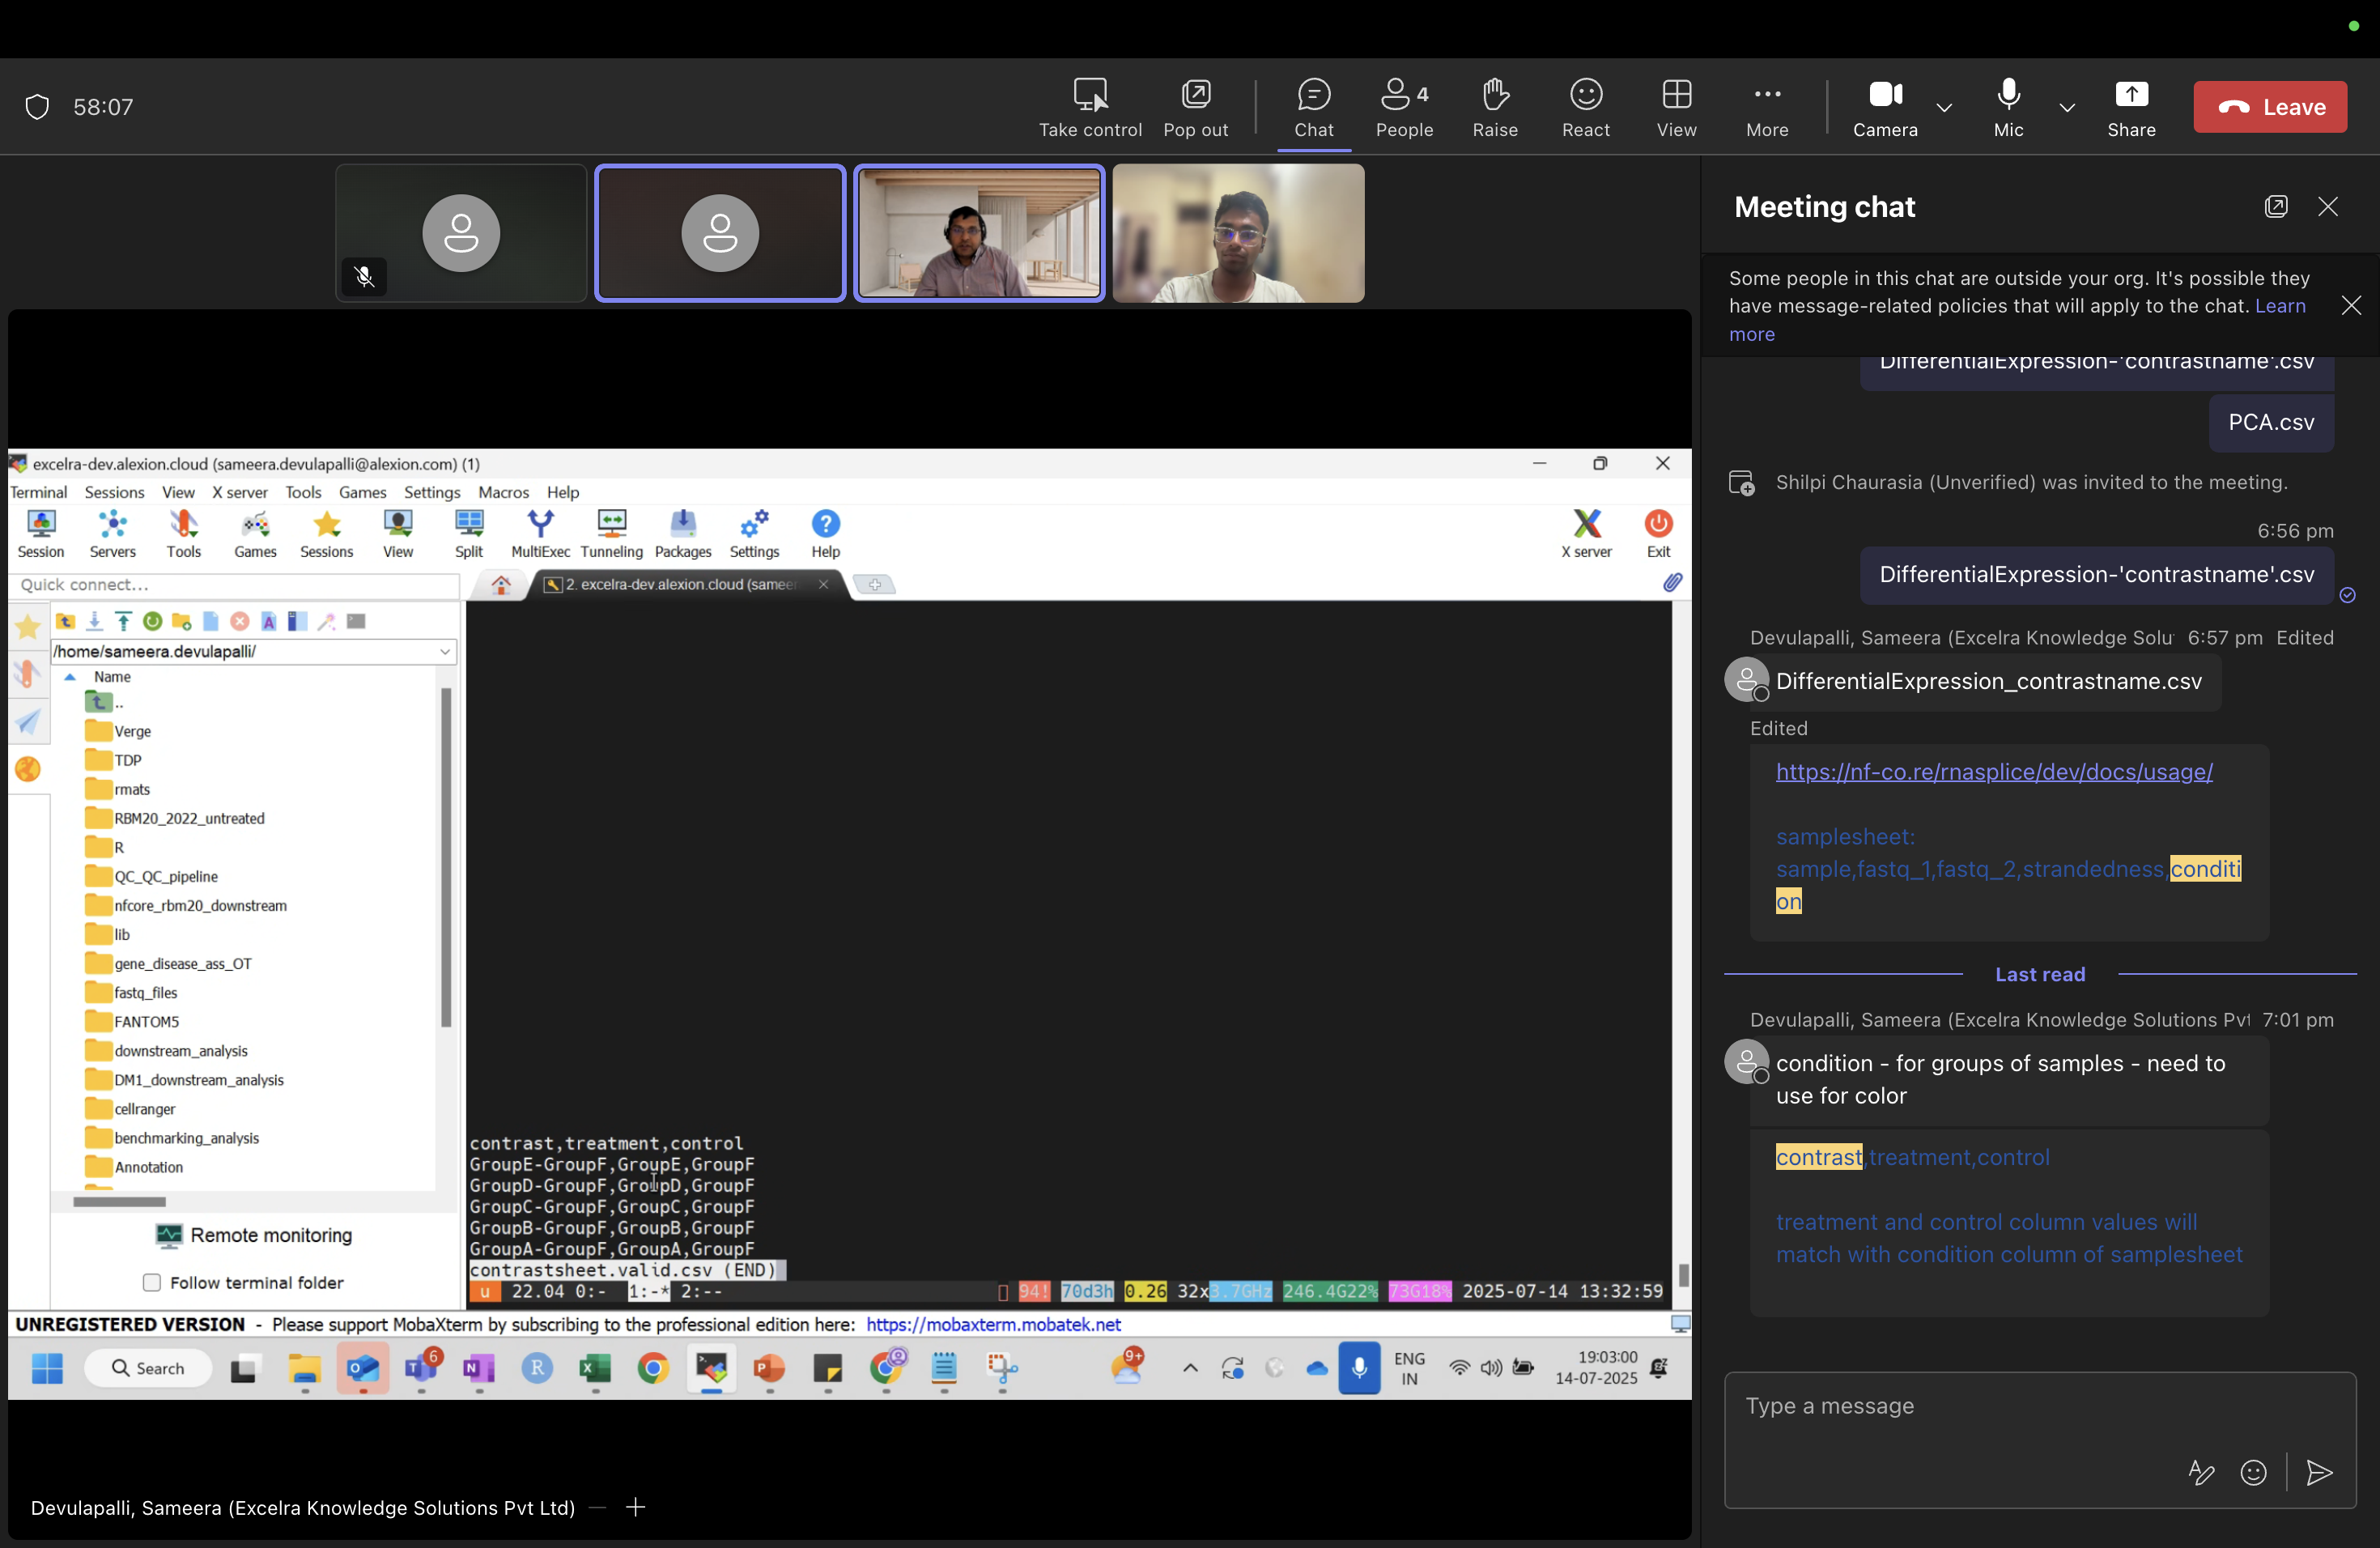 58:07
Take control
Pop out
Chat
4
People
Raise
React
View
More
Camera
Mic
Share
Leave
excelra-dev.alexion.cloud (sameera.devulapalli@alexion.com) (1)
Terminal Sessions View X server Tools Games Settings Macros Help
Session Servers Tools Games Sessions View Split MultiExec Tunneling Packages Settings Help X server Exit
Quick connect...
2. excelra-dev.alexion.cloud (sameer
/home/sameera.devulapalli/
Name
..
Verge
TDP
rmats
RBM20_2022_untreated
R
QC_QC_pipeline
nfcore_rbm20_downstream
lib
gene_disease_ass_OT
fastq_files
FANTOM5
downstream_analysis
DM1_downstream_analysis
cellranger
benchmarking_analysis
Annotation
Remote monitoring
Follow terminal folder
contrast,treatment,control
GroupE-GroupF,GroupE,GroupF
GroupD-GroupF,GroupD,GroupF
GroupC-GroupF,GroupC,GroupF
GroupB-GroupF,GroupB,GroupF
GroupA-GroupF,GroupA,GroupF
contrastsheet.valid.csv (END)
u 22.04 0:- 1:-* 2:-- 94! 70d3h 0.26 32x3.7GHz 246.4G22% 73G18% 2025-07-14 13:32:59
UNREGISTERED VERSION - Please support MobaXterm by subscribing to the professional edition here: https://mobaxterm.mobatek.net
Search
6
9+
ENG
IN
19:03:00
14-07-2025
Devulapalli, Sameera (Excelra Knowledge Solutions Pvt Ltd)
Meeting chat
Some people in this chat are outside your org. It's possible they
have message-related policies that will apply to the chat. Learn
more
DifferentialExpression-'contrastname'.csv
PCA.csv
Shilpi Chaurasia (Unverified) was invited to the meeting.
6:56 pm
DifferentialExpression-'contrastname'.csv
Devulapalli, Sameera (Excelra Knowledge Solu 6:57 pm Edited
DifferentialExpression_contrastname.csv
Edited
https://nf-co.re/rnasplice/dev/docs/usage/
samplesheet:
sample,fastq_1,fastq_2,strandedness,conditi
on
Last read
Devulapalli, Sameera (Excelra Knowledge Solutions Pvt 7:01 pm
condition - for groups of samples - need to
use for color
contrast,treatment,control
treatment and control column values will
match with condition column of samplesheet
Type a message